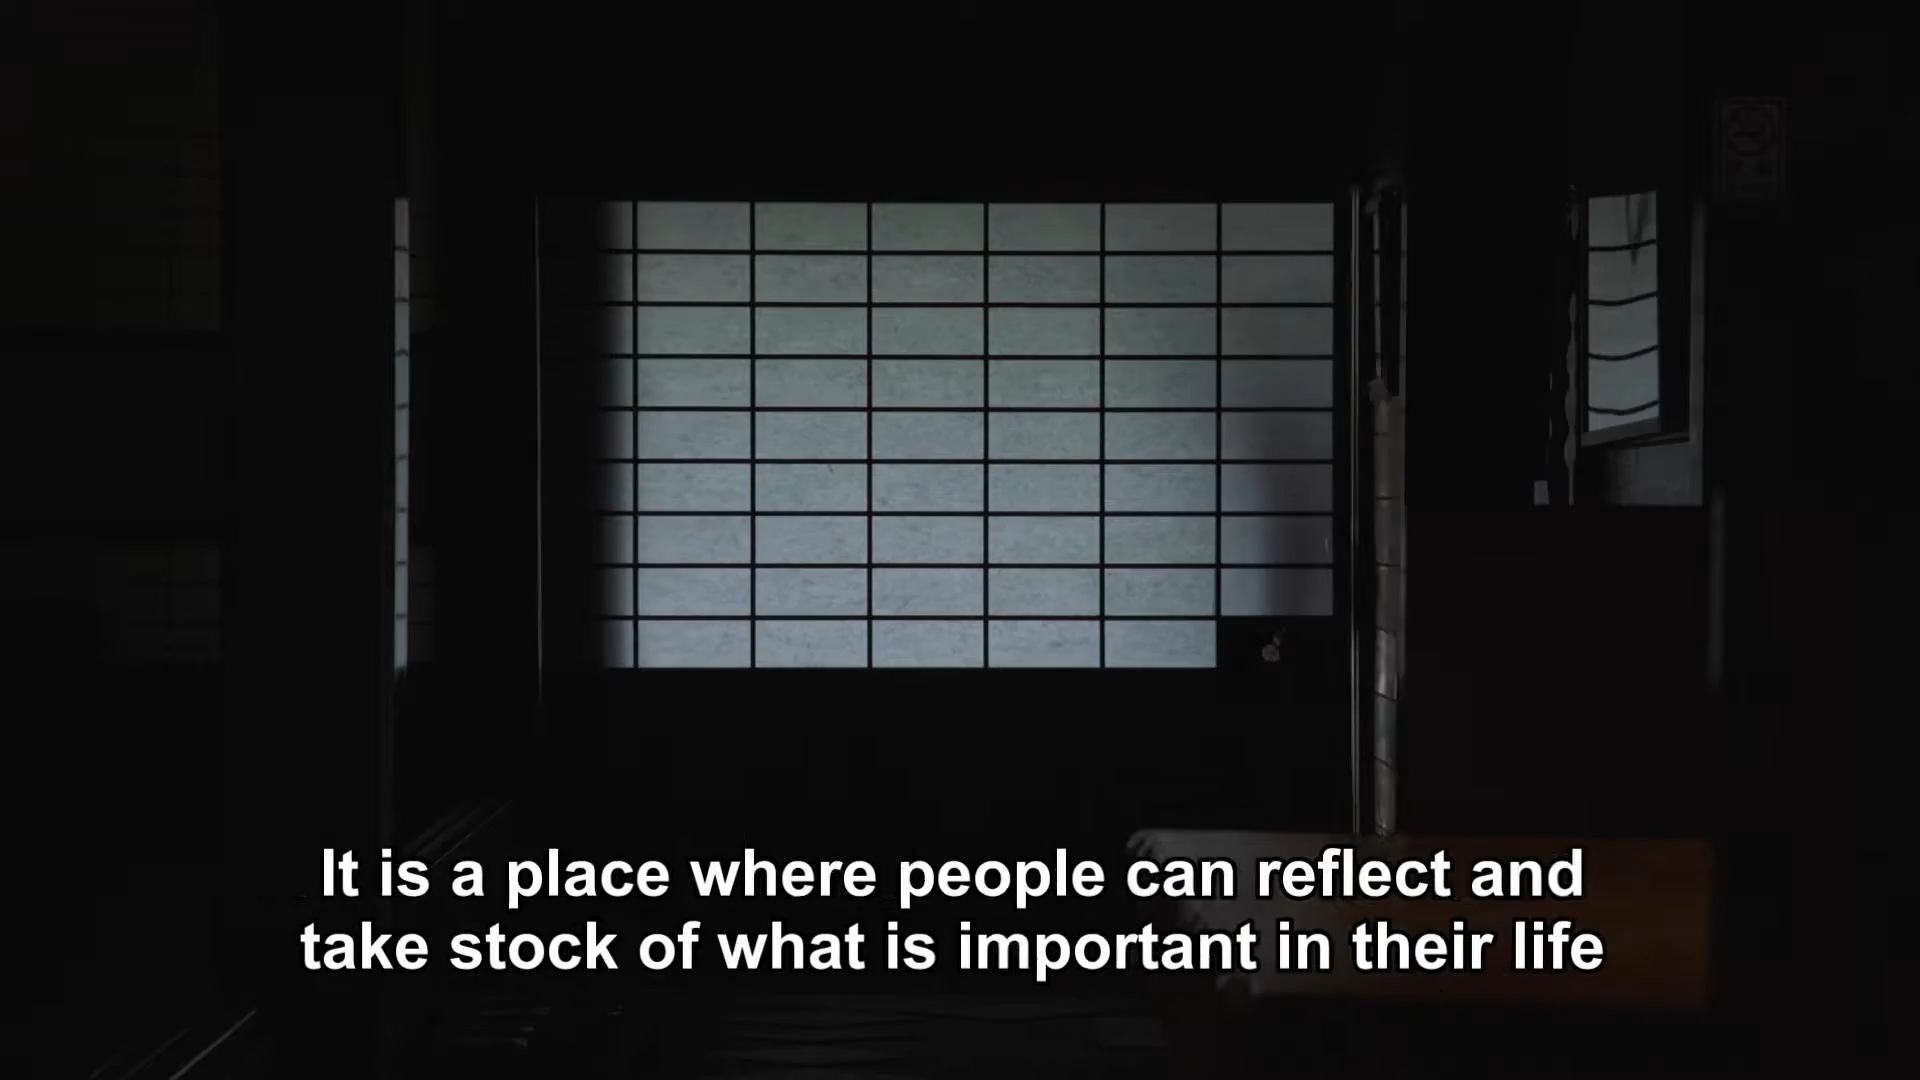 It is a place where people can reflect and
take stock of what is important in their life